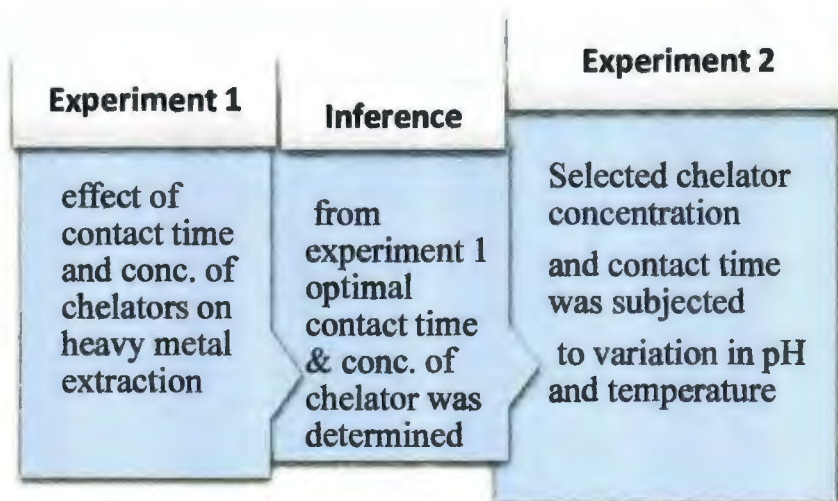 Experiment 1
effect of
contact time
and conc. of
chelators on
heavy metal
extraction
Inference
from
experiment 1
optimal
contact time
& conc. of
chelator was
determined
Experiment 2
Selected chelator
concentration
and contact time
was subjected
to variation in pH
and temperature